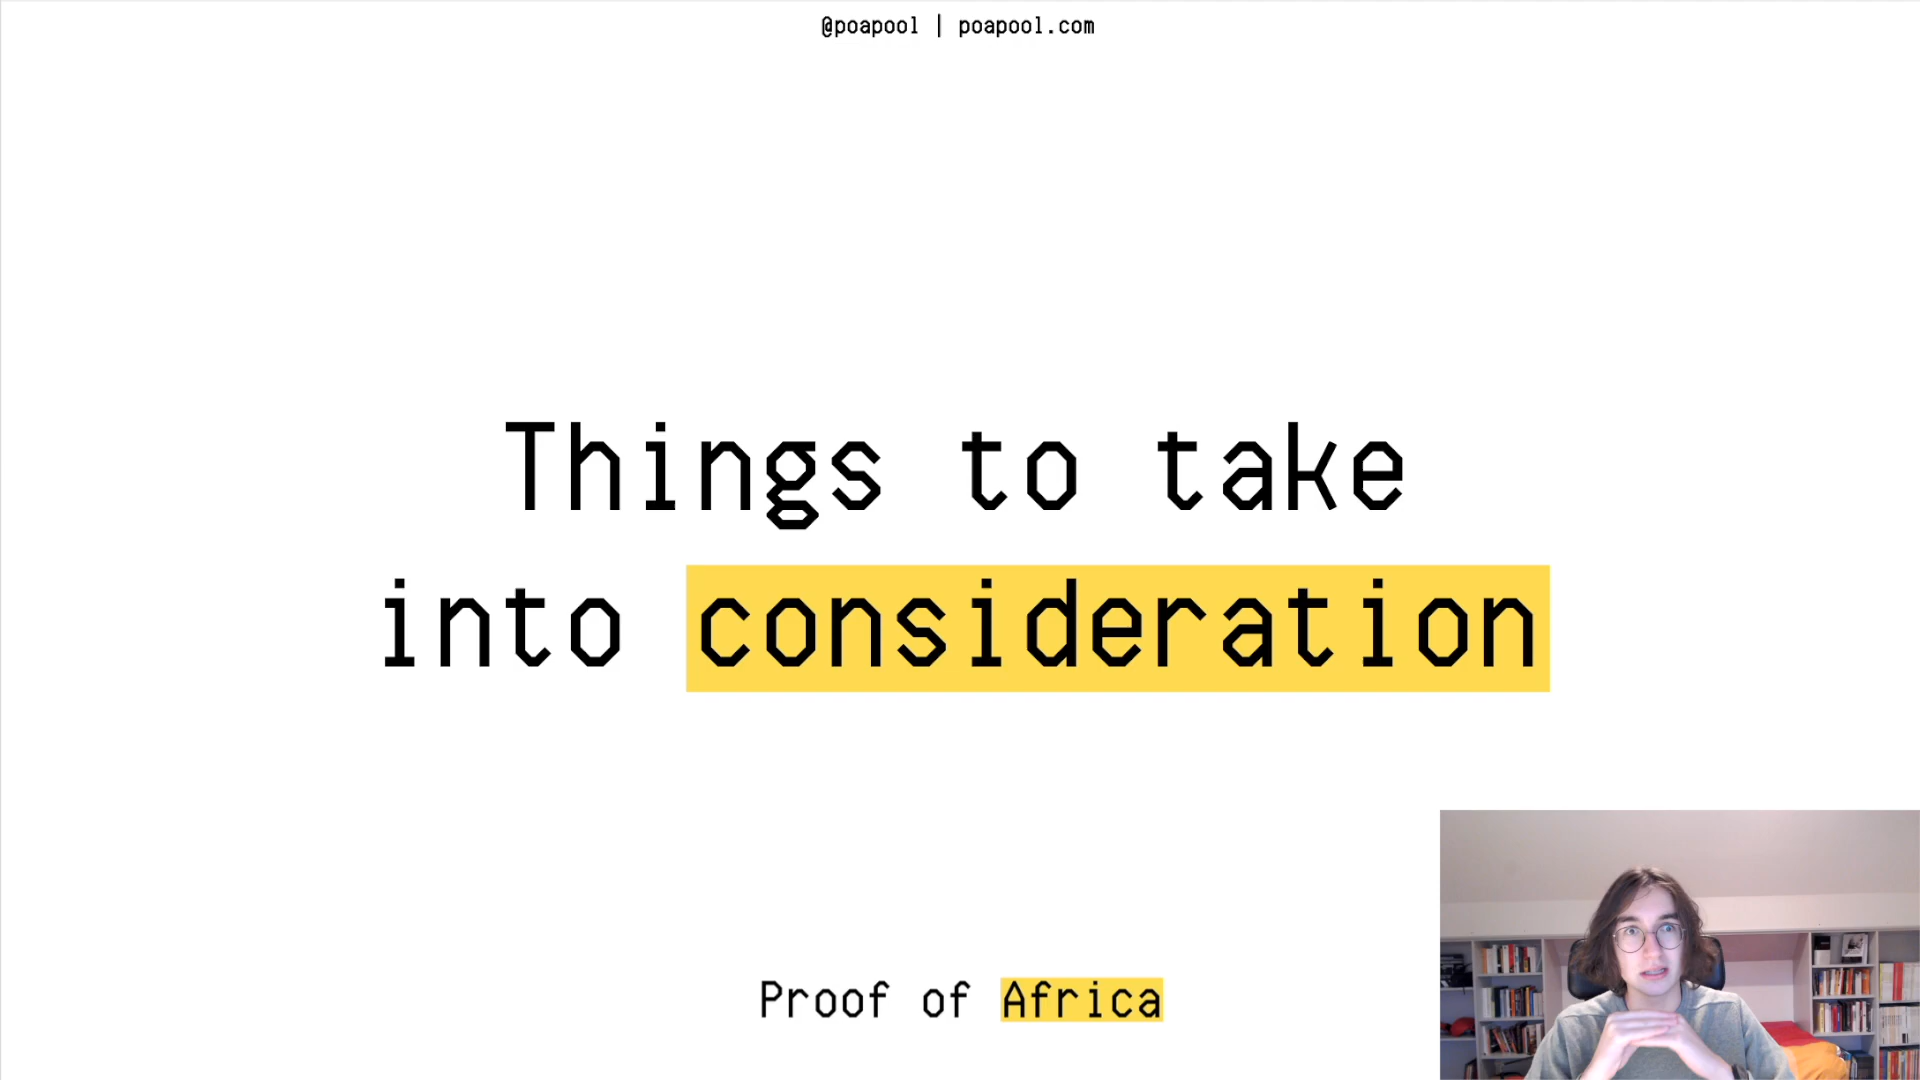 @poapool | poapool.com
Things to take
into consideration
Proof of Africa